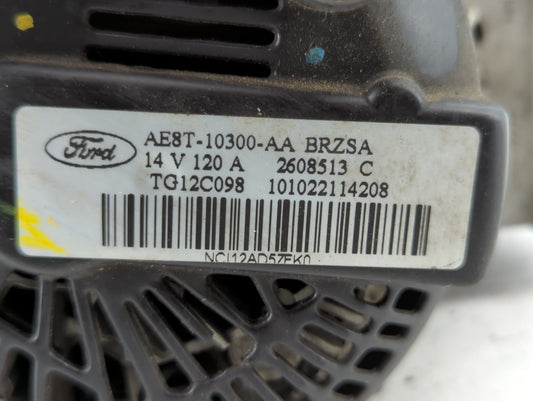 Ford
AE8T-10300-AA BRZSA
14 V 120 A 2608513 C
TG12C098 101022114208